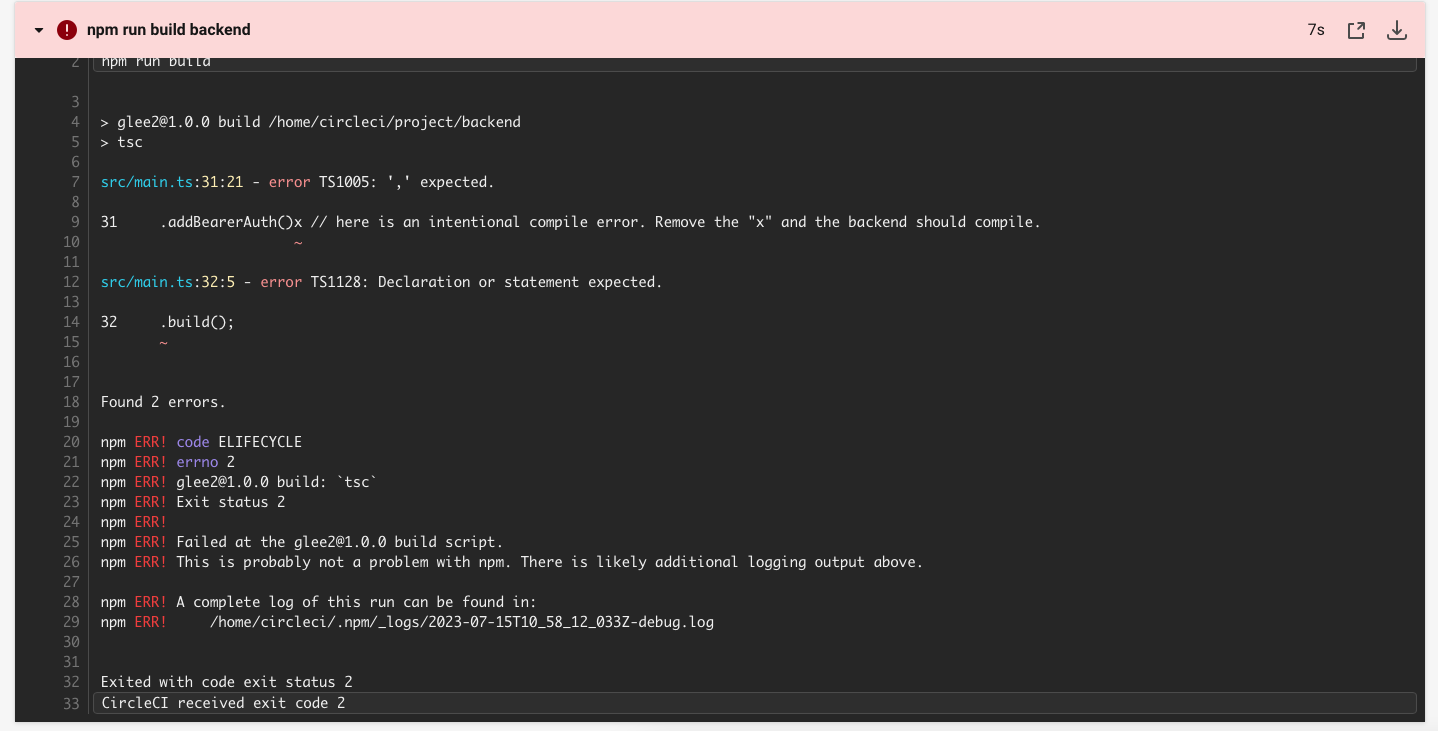 npm run build backend
7s
2 npm run build
3
4 > glee2@1.0.0 build /home/circleci/project/backend
5 > tsc
6
7 src/main.ts:31:21 - error TS1005: ',' expected.
8
9 31     .addBearerAuth()x // here is an intentional compile error. Remove the "x" and the backend should compile.
10                        ~
11
12 src/main.ts:32:5 - error TS1128: Declaration or statement expected.
13
14 32     .build();
15        ~
16
17
18 Found 2 errors.
19
20 npm ERR! code ELIFECYCLE
21 npm ERR! errno 2
22 npm ERR! glee2@1.0.0 build: `tsc`
23 npm ERR! Exit status 2
24 npm ERR!
25 npm ERR! Failed at the glee2@1.0.0 build script.
26 npm ERR! This is probably not a problem with npm. There is likely additional logging output above.
27
28 npm ERR! A complete log of this run can be found in:
29 npm ERR!     /home/circleci/.npm/_logs/2023-07-15T10_58_12_033Z-debug.log
30
31
32 Exited with code exit status 2
33 CircleCI received exit code 2